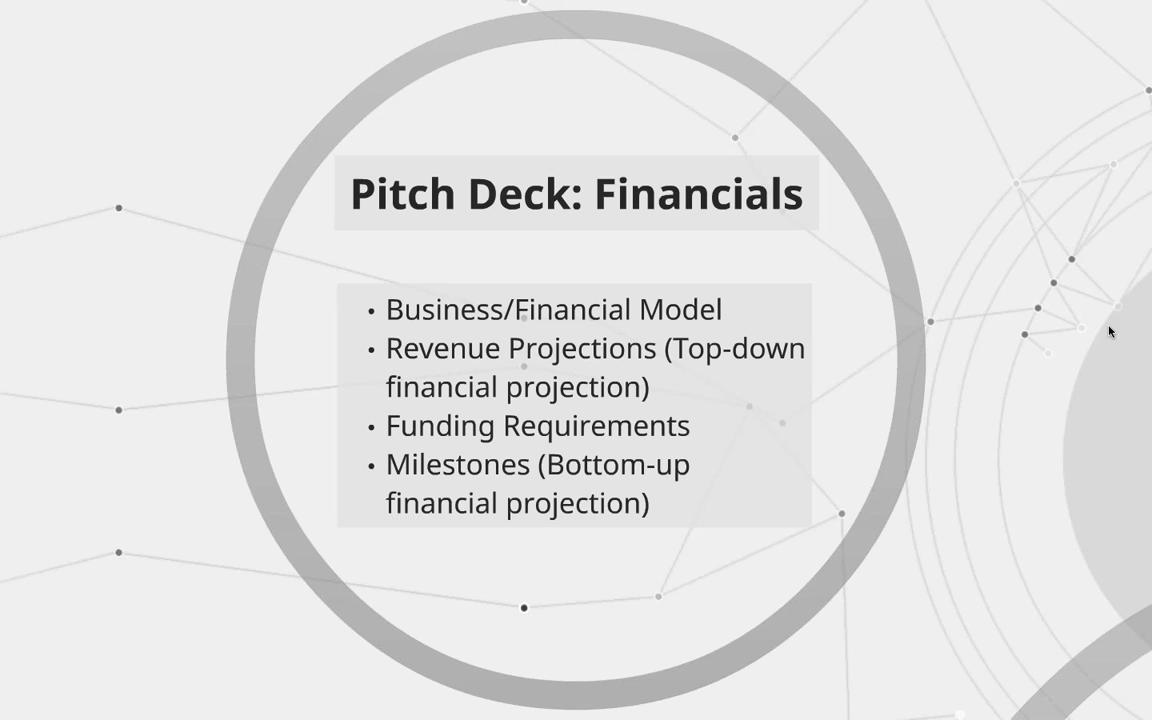 Pitch Deck: Financials
• Business/Financial Model
• Revenue Projections (Top-down
financial projection)
• Funding Requirements
• Milestones (Bottom-up
financial projection)